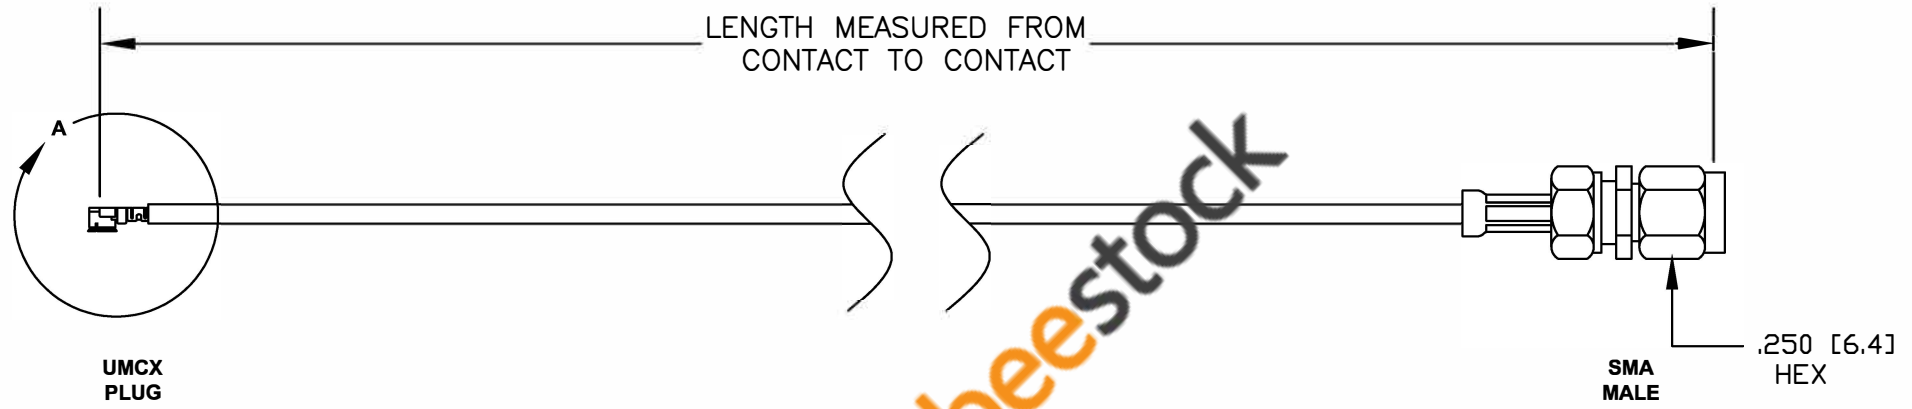 LENGTH MEASURED FROM
CONTACT TO CONTACT
A
beestock
.250 [6.4]
HEX
UMCX
PLUG
SMA
MALE